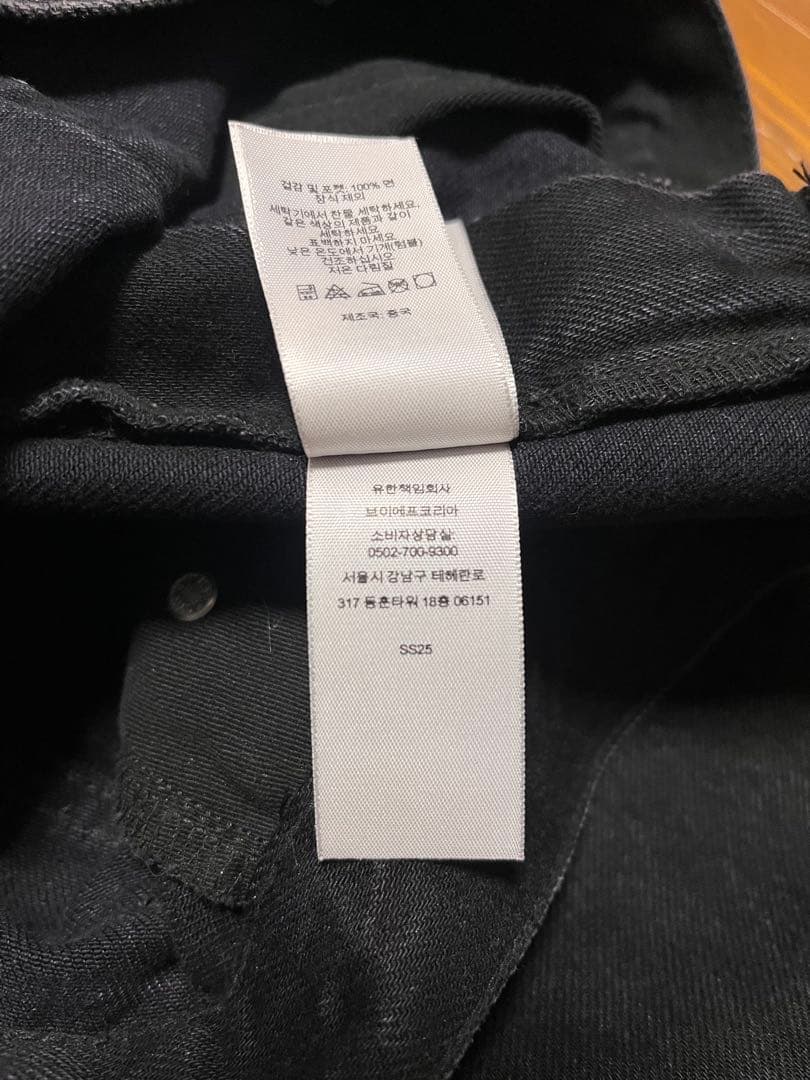 겉감 및 포켓: 100% 면
장식 제외
세탁기에서 찬물 세탁하세요.
같은 색상의 제품과 같이
세탁하세요
표백하지 마세요
낮은 온도에서 기계(텀블)
건조하십시오
저온 다림질
제조국: 중국
유한책임회사
브이에프코리아
소비자상담실:
0502-700-9300
서울시 강남구 테헤란로
317 동훈타워 18층 06151
SS25